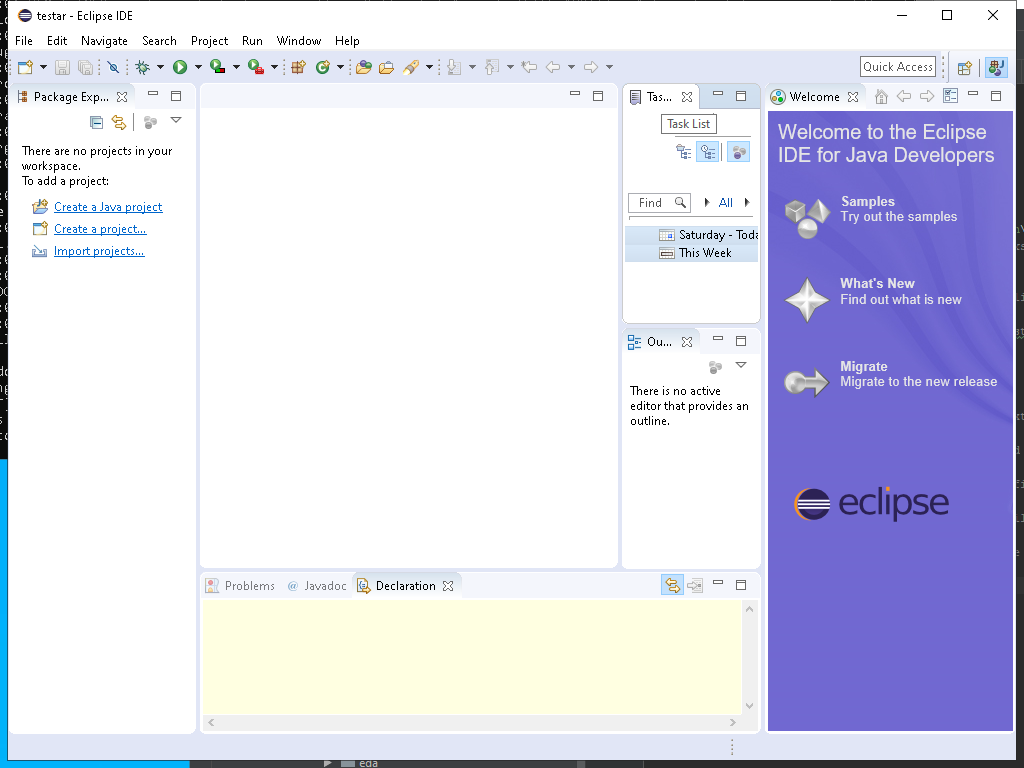 testar - Eclipse IDE
File Edit Navigate Search Project Run Window Help
Quick Access
Package Exp...
There are no projects in your
workspace.
To add a project:
Create a Java project
Create a project...
Import projects...
Tas...
Task List
Find
All
Saturday - Toda
This Week
Ou...
There is no active
editor that provides an
outline.
Welcome
Welcome to the Eclipse
IDE for Java Developers
Samples
Try out the samples
What's New
Find out what is new
Migrate
Migrate to the new release
eclipse
Problems @ Javadoc Declaration
eda